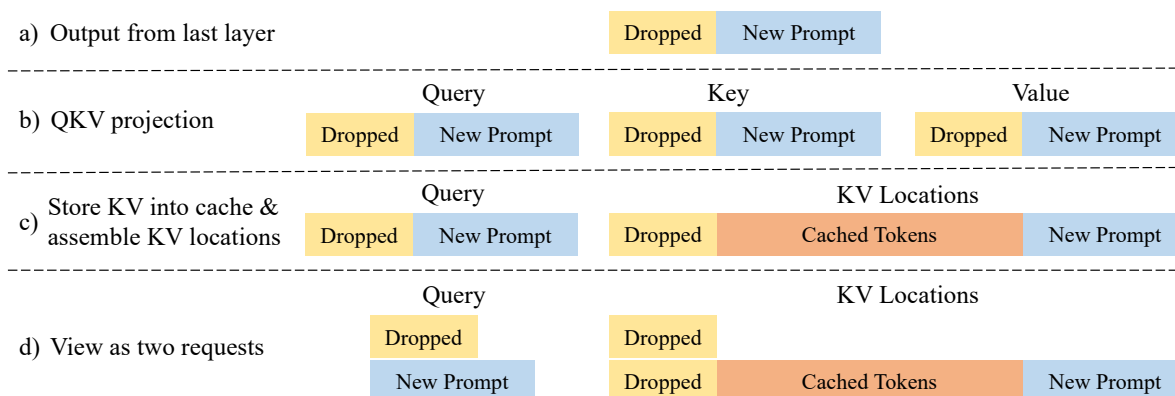 a) Output from last layer
Dropped New Prompt
Query Key Value
b) QKV projection
Dropped New Prompt Dropped New Prompt Dropped New Prompt
Query KV Locations
c) Store KV into cache &
assemble KV locations
Dropped New Prompt Dropped Cached Tokens New Prompt
Query KV Locations
d) View as two requests
Dropped Dropped
New Prompt Dropped Cached Tokens New Prompt